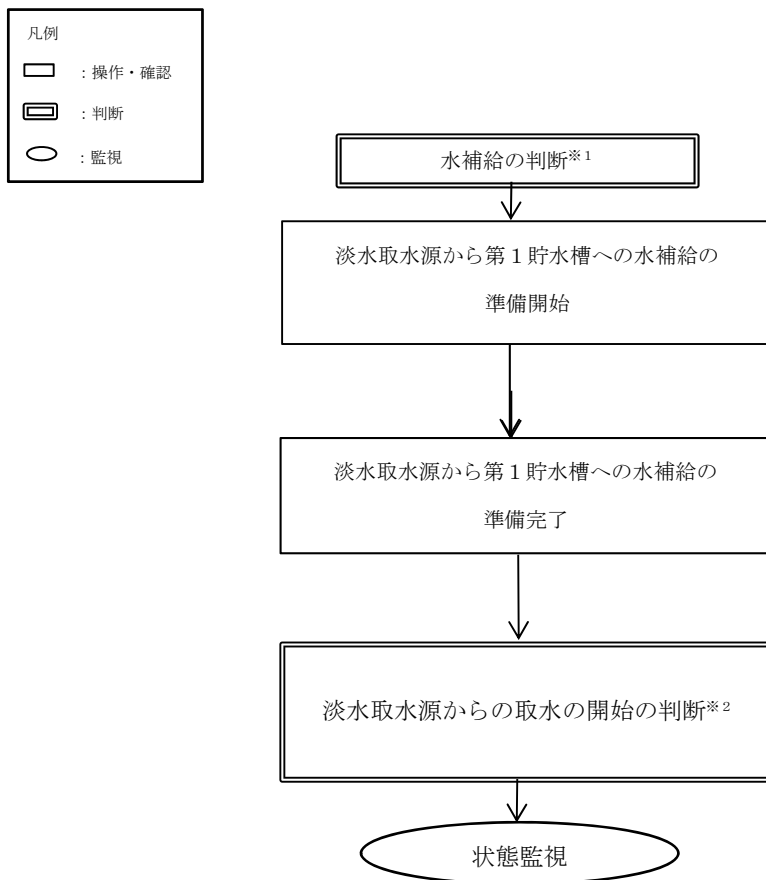 凡例
：操作・確認
：判断
：監視
水補給の判断※１
淡水取水源から第１貯水槽への水補給の
準備開始
淡水取水源から第１貯水槽への水補給の
準備完了
淡水取水源からの取水の開始の判断※２
状態監視